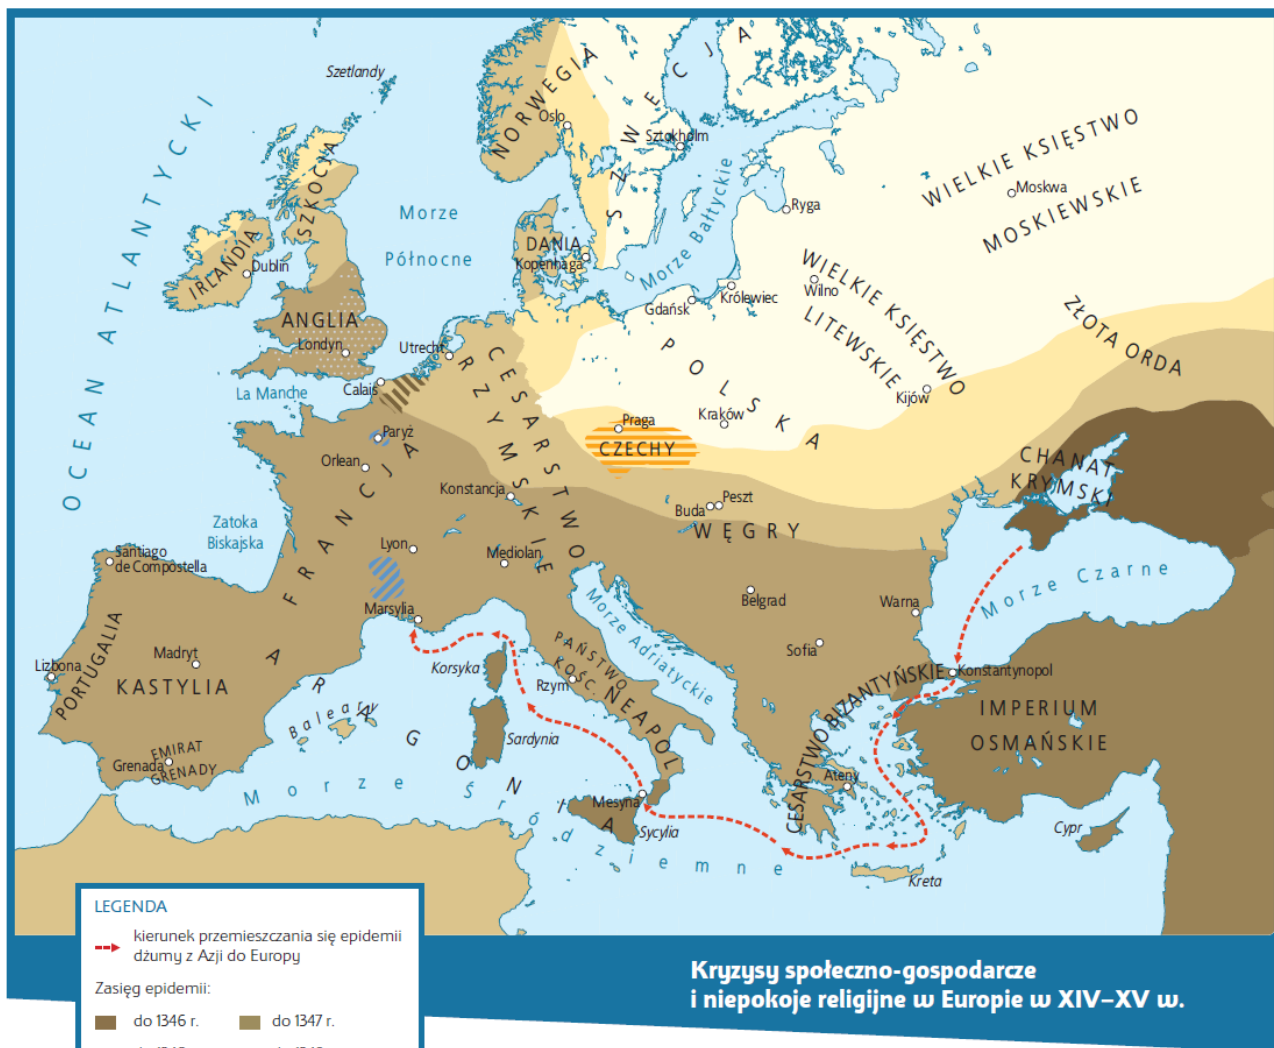 Szetlandy
OCEAN ATLANTYCKI
NORWEGIA
Oslo
SZWECJA
Sztokholm
SZKOCJA
IRLANDIA
Dublin
Morze
Północne
DANIA
Kopenhaga
Morze Bałtyckie
Ryga
WIELKIE KSIĘSTWO
MOSKIEWSKIE
Moskwa
WIELKIE KSIĘSTWO
LITEWSKIE
Wilno
Królewiec
Gdańsk
ZŁOTA ORDA
ANGLIA
Londyn
Utrecht
La Manche
Calais
CESARSTWO
RZYMSKIE
POLSKA
Kraków
Kijów
Praga
CZECHY
Paryż
Orlean
FRANCJA
Konstancja
Buda
Peszt
WĘGRY
CHANAT
KRYMSKI
Zatoka
Biskajska
Lyon
Mediolan
Santiago
de Compostella
Marsylia
Belgrad
Warna
Morze Czarne
Morze Adriatyckie
Sofia
PORTUGALIA
Lizbona
Madryt
KASTYLIA
ARAGONIA
Korsyka
PAŃSTWO
KOŚC.
Rzym
NEAPOL
Konstantynopol
CESARSTWO BIZANTYŃSKIE
IMPERIUM
OSMAŃSKIE
Baleary
Sardynia
EMIRAT
GRENADY
Grenada
Morze Śródziemne
Mesyna
Sycylia
Ateny
Cypr
Kreta
LEGENDA
kierunek przemieszczania się epidemii
dżumy z Azji do Europy
Zasięg epidemii:
do 1346 r. do 1347 r.
Kryzysy społeczno-gospodarcze
i niepokoje religijne w Europie w XIV–XV w.